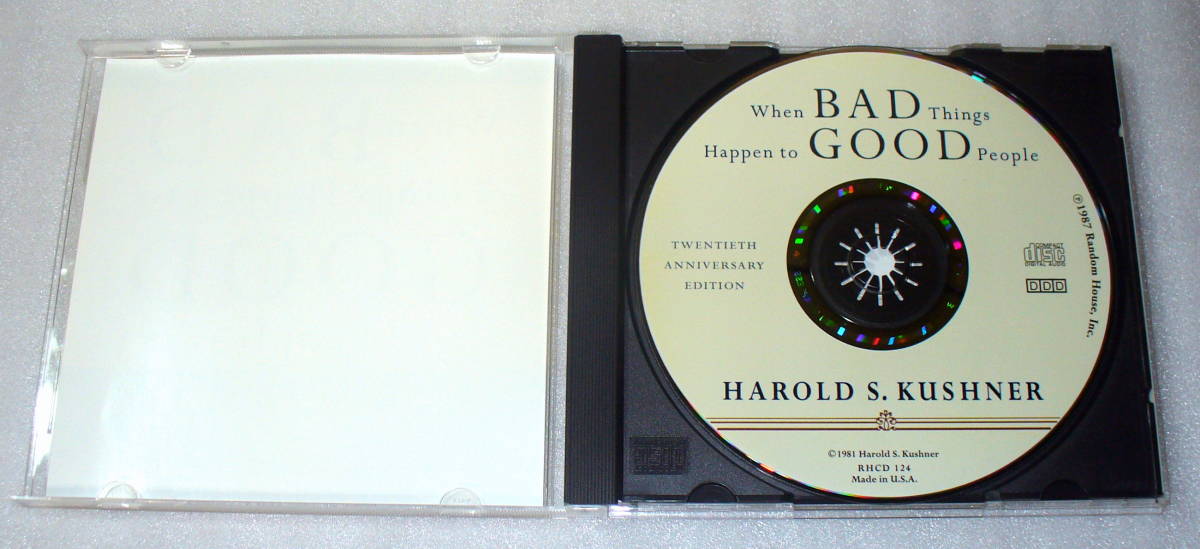 When BAD Things
Happen to GOOD People
TWENTIETH
ANNIVERSARY
EDITION
COMPACT
disc
DIGITAL AUDIO
DDD
℗1987 Random House, Inc.
HAROLD S. KUSHNER
©1981 Harold S. Kushner
RHCD 124
Made in U.S.A.